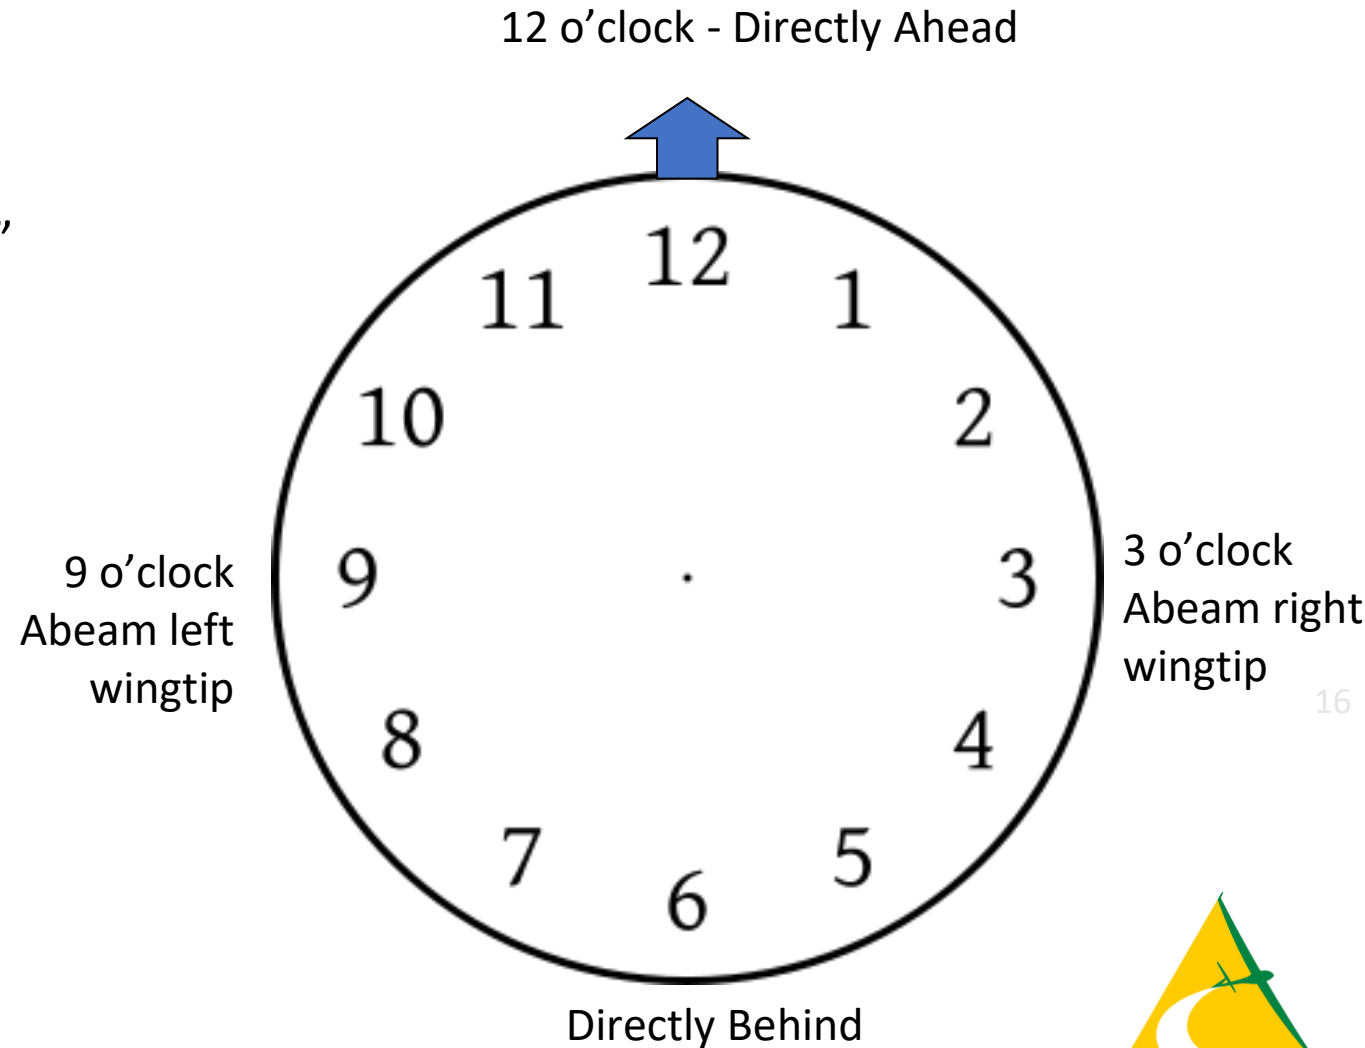 12 o’clock - Directly Ahead
”
12
11
1
10
2
9 o’clock
Abeam left
wingtip
9
3
3 o’clock
Abeam right
wingtip
16
8
4
7
5
6
Directly Behind